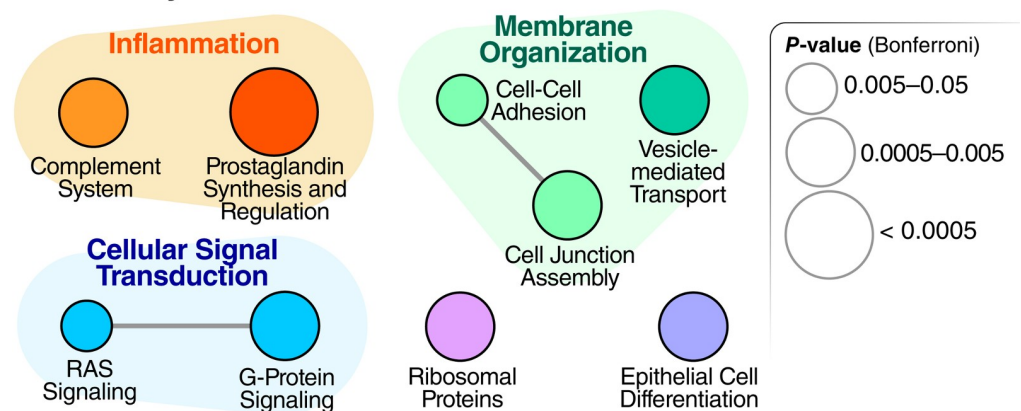 Inflammation
Complement
System
Prostaglandin
Synthesis and
Regulation
Membrane
Organization
Cell-Cell
Adhesion
Vesicle-
mediated
Transport
Cell Junction
Assembly
Cellular Signal
Transduction
RAS
Signaling
G-Protein
Signaling
Ribosomal
Proteins
Epithelial Cell
Differentiation
P-value (Bonferroni)
0.005–0.05
0.0005–0.005
< 0.0005